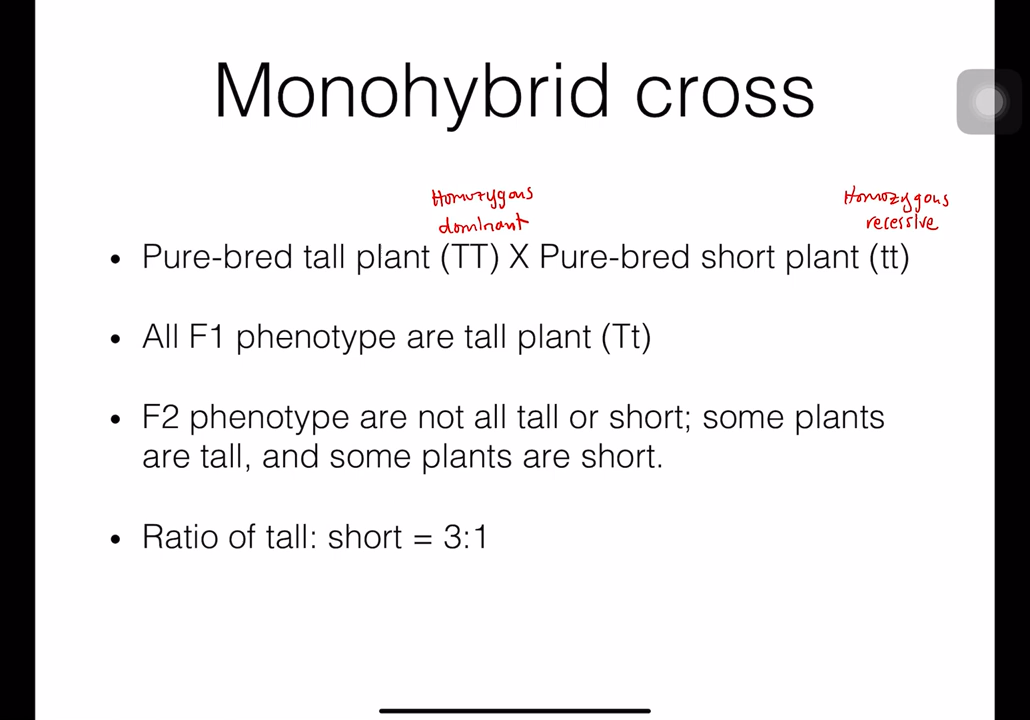 Monohybrid cross
Homozygous Homozygous
dominant recessive
• Pure-bred tall plant (TT) X Pure-bred short plant (tt)
• All F1 phenotype are tall plant (Tt)
• F2 phenotype are not all tall or short; some plants
are tall, and some plants are short.
• Ratio of tall: short = 3:1